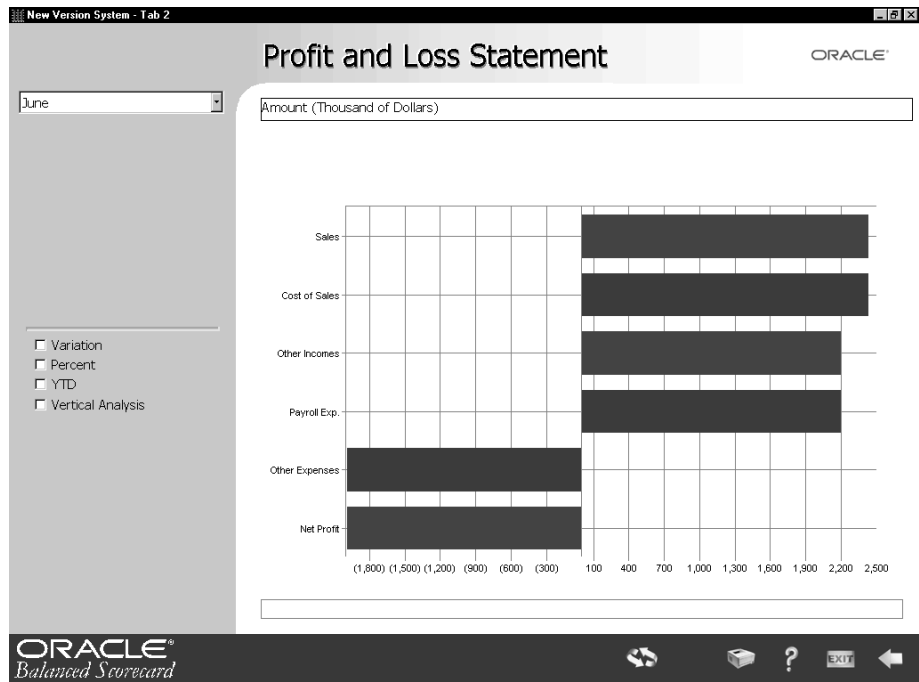 New Version System - Tab 2
Profit and Loss Statement
ORACLE®
June
Amount (Thousand of Dollars)
Sales
Cost of Sales
Other Incomes
Payroll Exp.
Other Expenses
Net Profit
Variation
Percent
YTD
Vertical Analysis
(1,800) (1,500) (1,200) (900) (600) (300) 100 400 700 1,000 1,300 1,600 1,900 2,200 2,500
ORACLE®
Balanced Scorecard
? EXIT